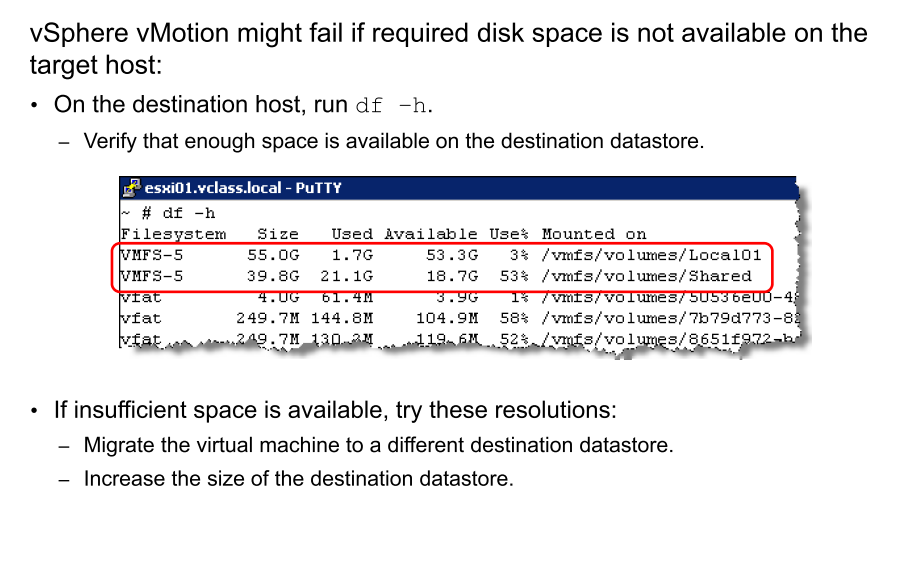 vSphere vMotion might fail if required disk space is not available on the
target host:
• On the destination host, run df -h.
– Verify that enough space is available on the destination datastore.
esxi01.vclass.local - PuTTY
~ # df -h
Filesystem Size Used Available Use% Mounted on
VMFS-5 55.0G 1.7G 53.3G 3% /vmfs/volumes/Local01
VMFS-5 39.8G 21.1G 18.7G 53% /vmfs/volumes/Shared
vfat 4.0G 61.4M 3.9G 1% /vmfs/volumes/50536e00-4
vfat 249.7M 144.8M 104.9M 58% /vmfs/volumes/7b79d773-8
vfat 249.7M 119.6M 52% /vmfs/volumes/8651f972-b
• If insufficient space is available, try these resolutions:
– Migrate the virtual machine to a different destination datastore.
– Increase the size of the destination datastore.